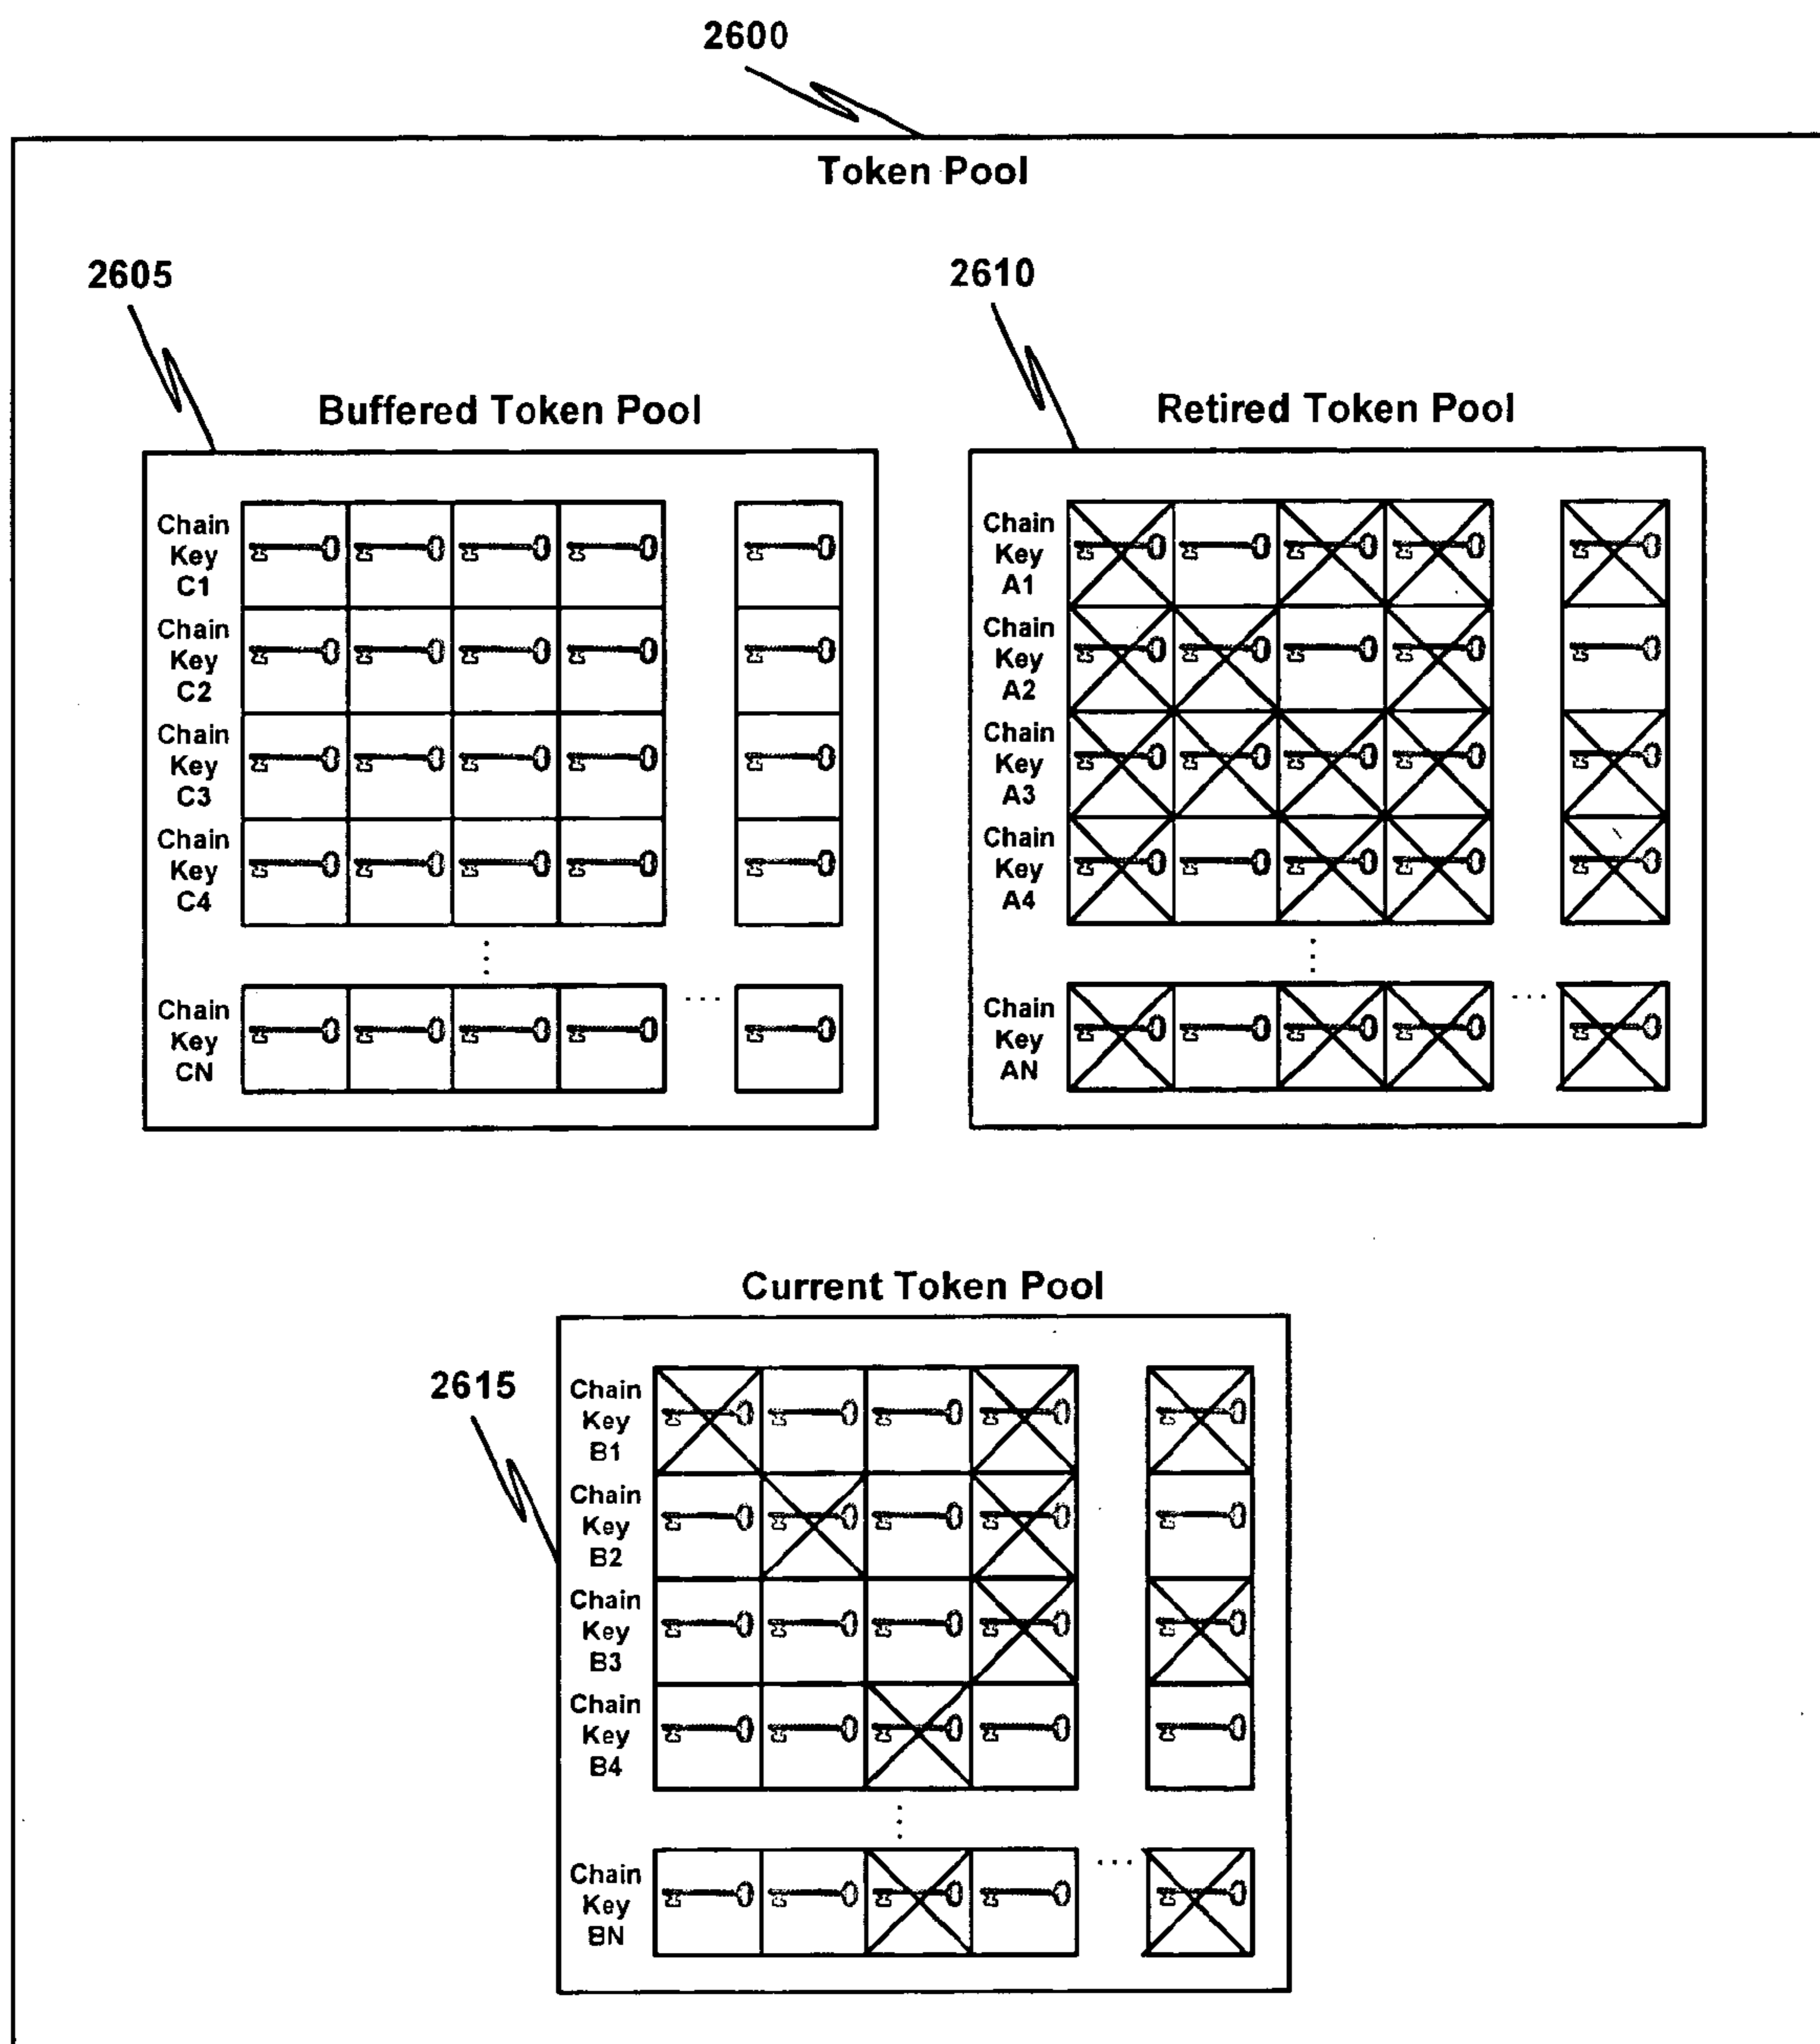 2600
Token Pool
2605
2610
Buffered Token Pool
Retired Token Pool
Chain
Key
C1
Chain
Key
C2
Chain
Key
C3
Chain
Key
C4
⋮
Chain
Key
CN
...
Chain
Key
A1
Chain
Key
A2
Chain
Key
A3
Chain
Key
A4
⋮
Chain
Key
AN
...
Current Token Pool
2615
Chain
Key
B1
Chain
Key
B2
Chain
Key
B3
Chain
Key
B4
⋮
Chain
Key
BN
...